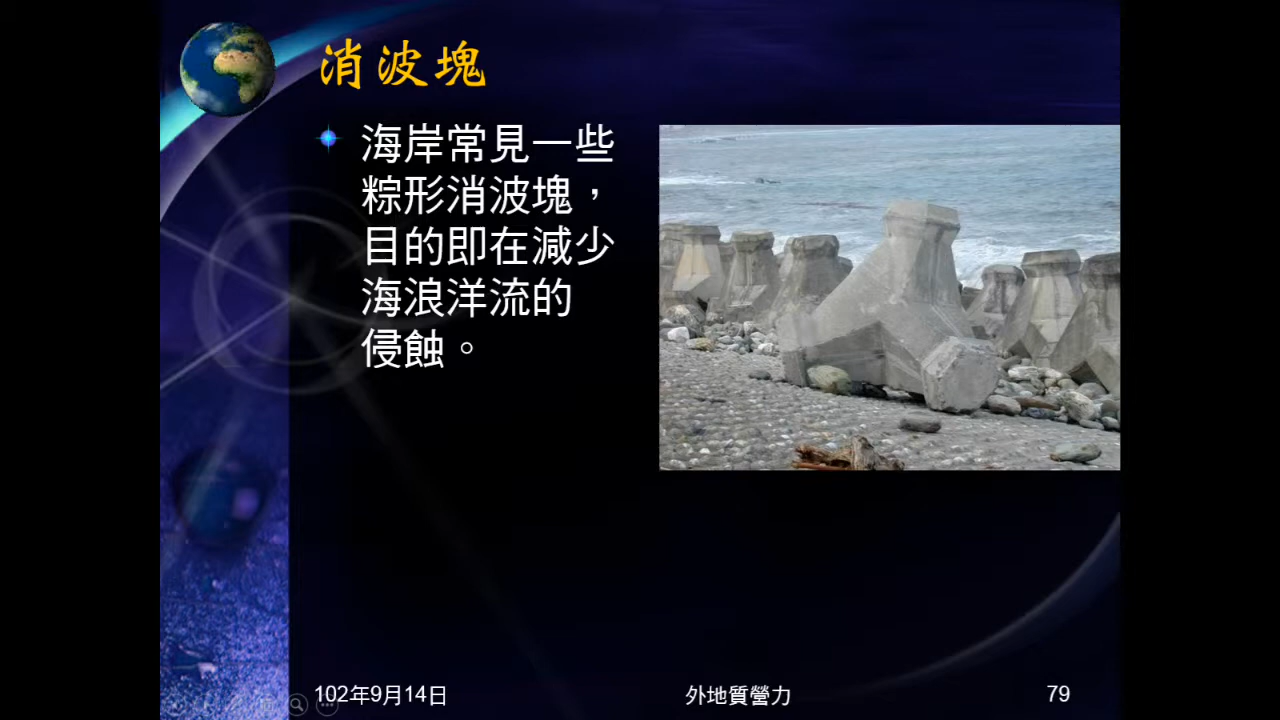 消波塊
海岸常見一些
粽形消波塊，
目的即在減少
海浪洋流的
侵蝕。
102年9月14日
外地質營力
79